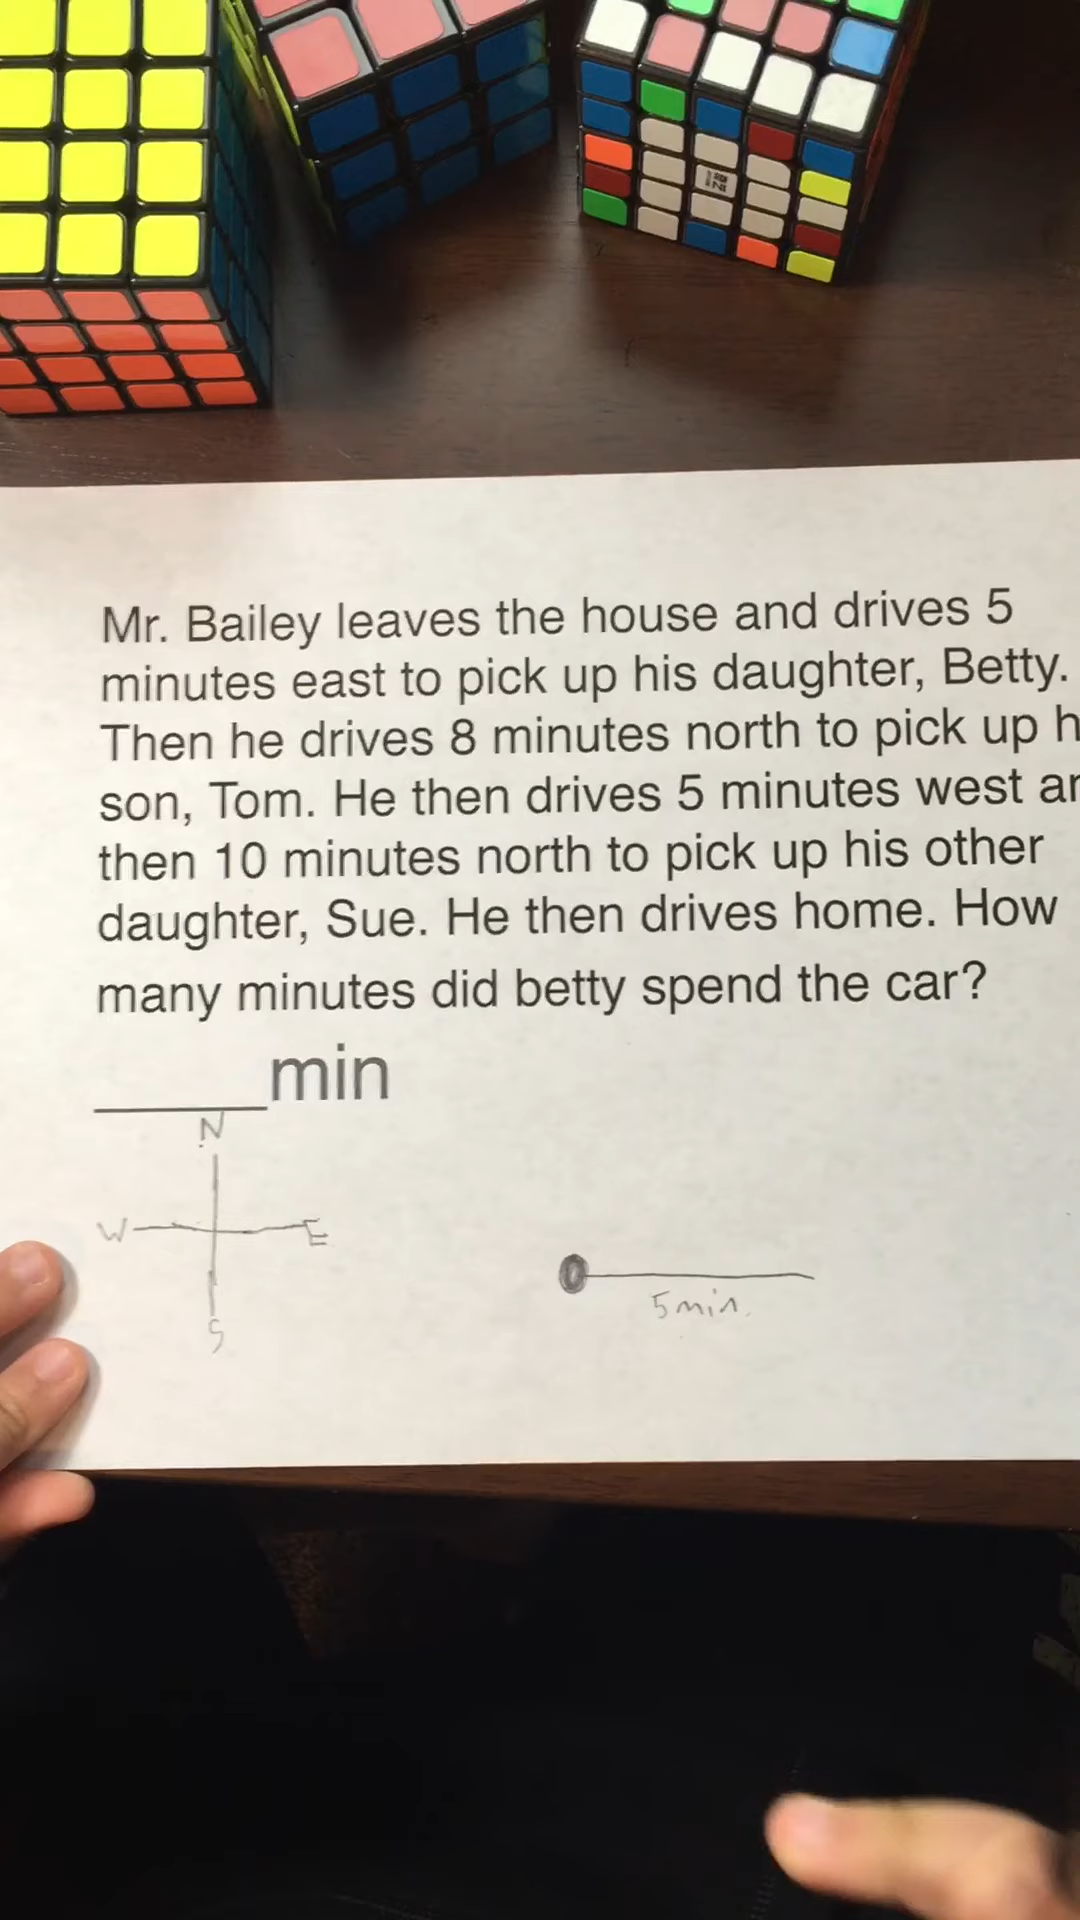 Mr. Bailey leaves the house and drives 5
minutes east to pick up his daughter, Betty.
Then he drives 8 minutes north to pick up h
son, Tom. He then drives 5 minutes west an
then 10 minutes north to pick up his other
daughter, Sue. He then drives home. How
many minutes did betty spend the car?
min
N
W E
S
5 min.